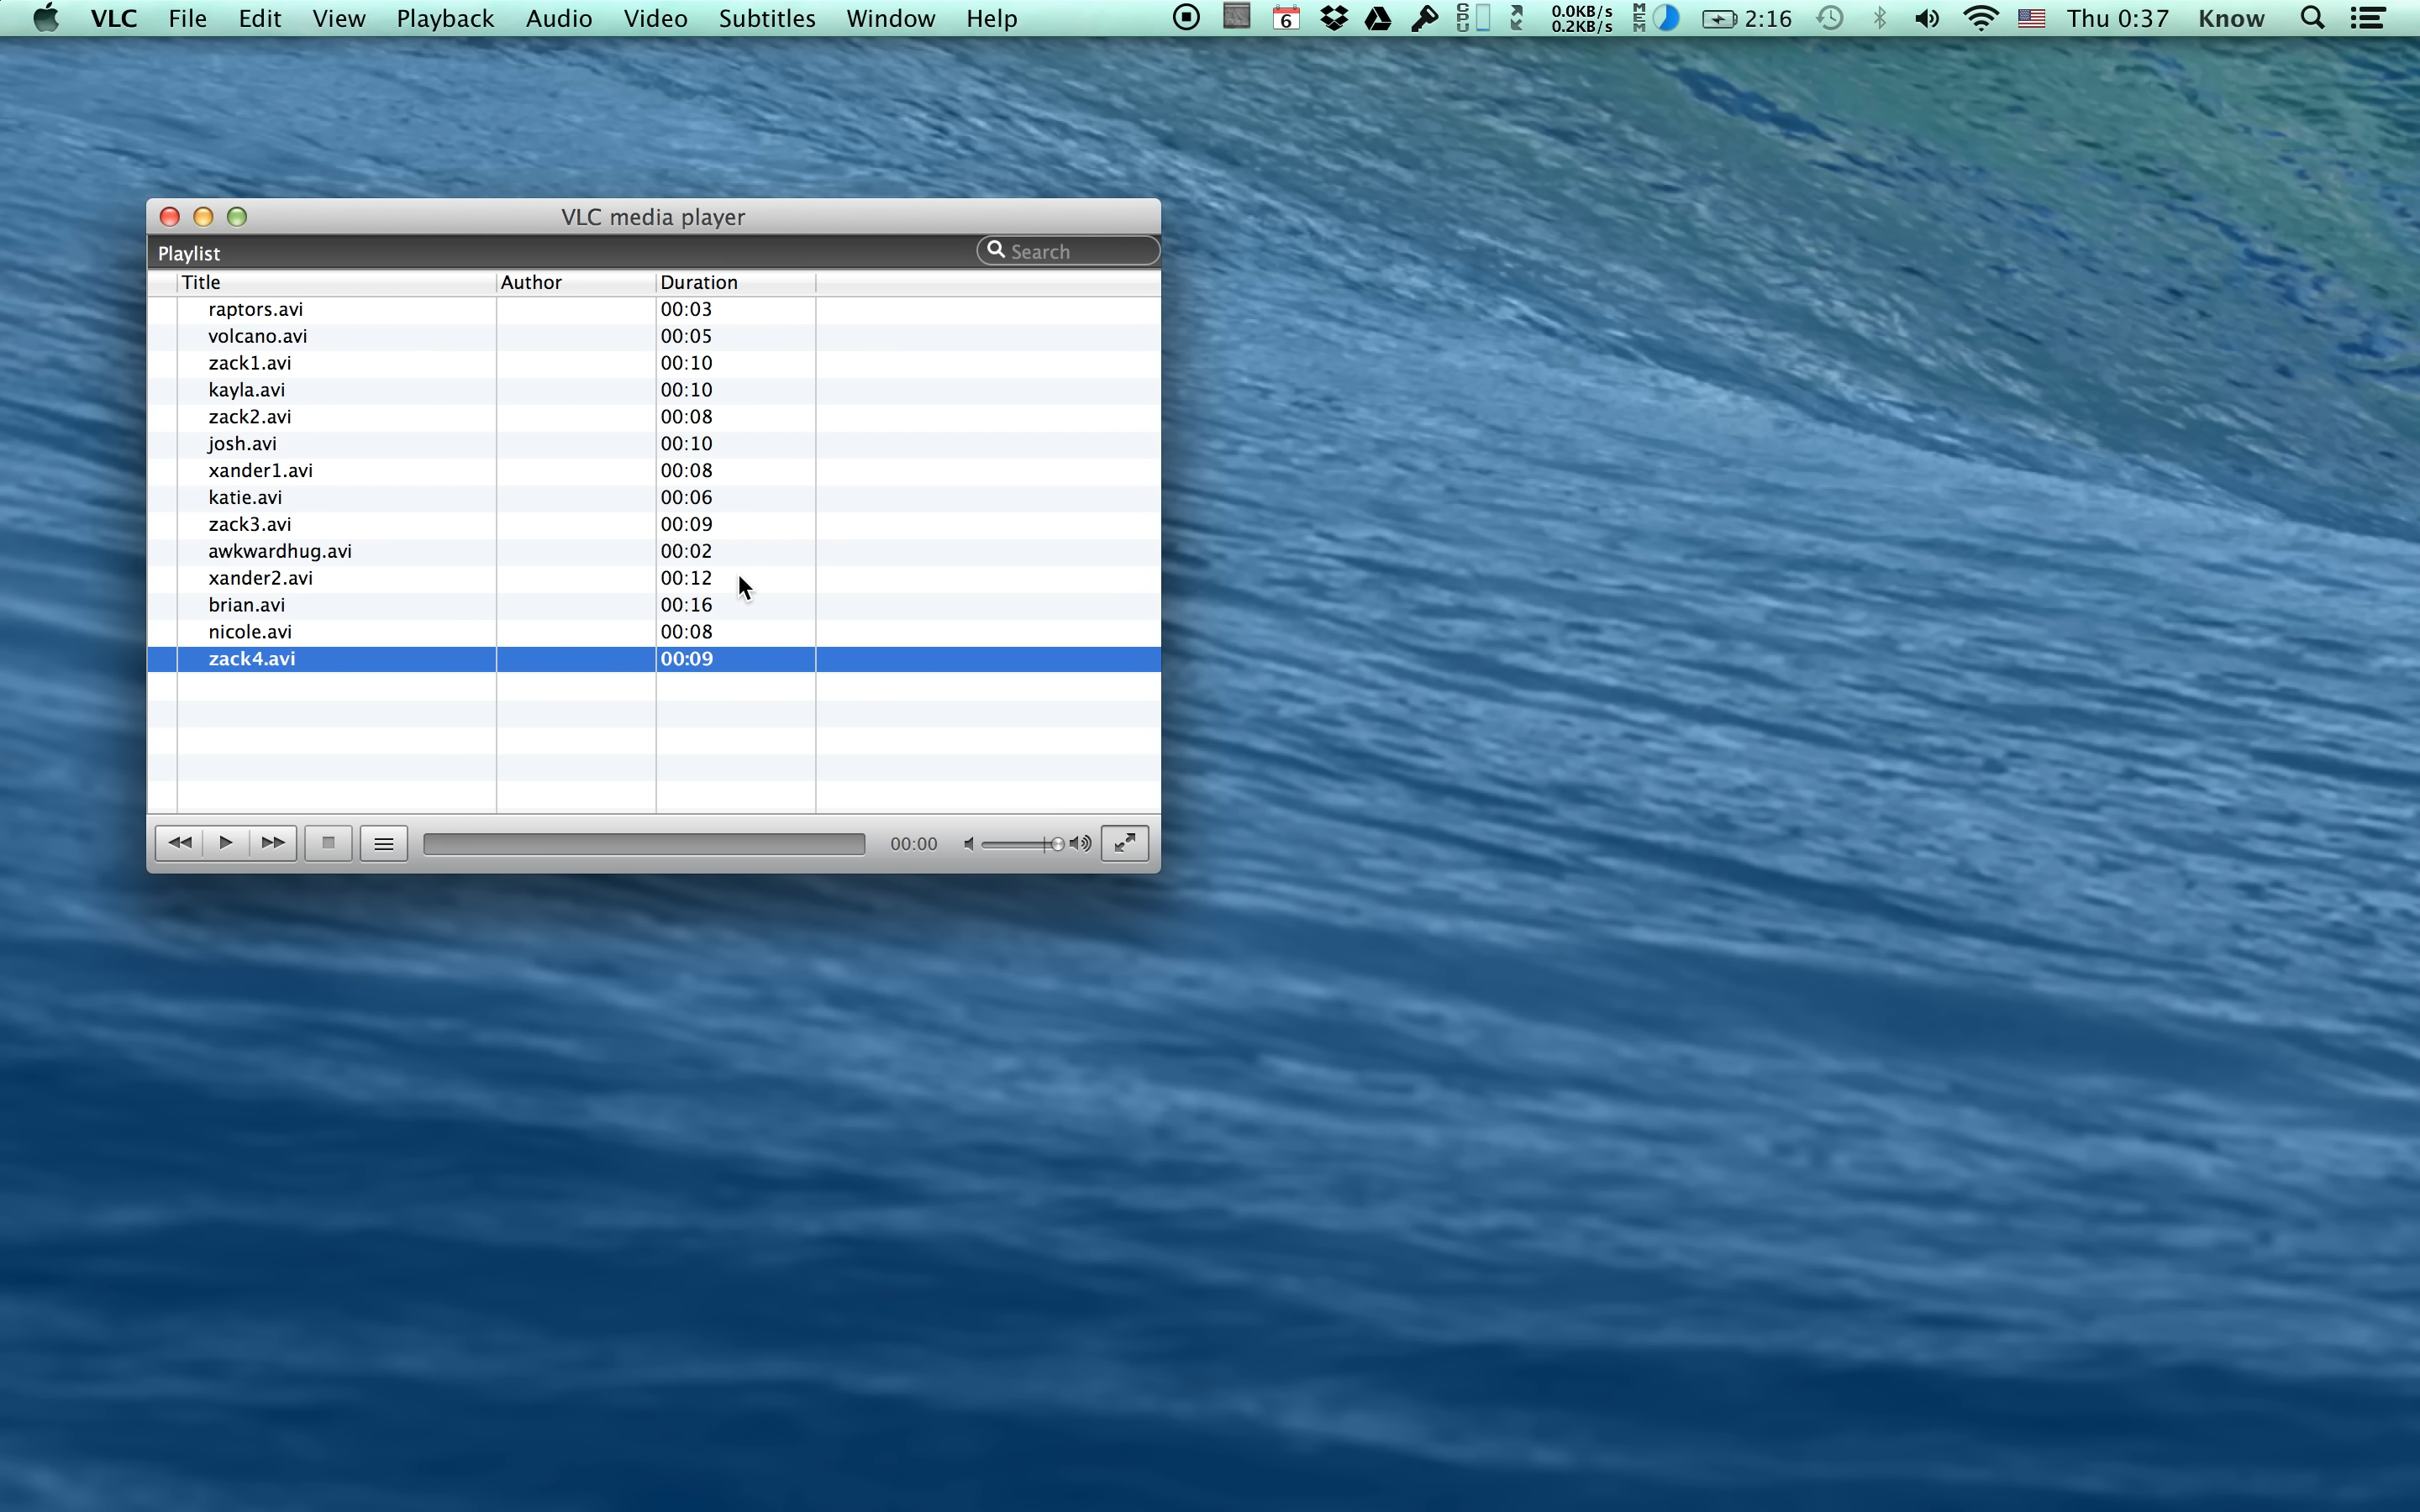 VLC File Edit View Playback Audio Video Subtitles Window Help 6 CPU 0.0KB/s 0.2KB/s MEM 2:16 Thu 0:37 Know
VLC media player
Playlist Search
Title Author Duration
raptors.avi 00:03
volcano.avi 00:05
zack1.avi 00:10
kayla.avi 00:10
zack2.avi 00:08
josh.avi 00:10
xander1.avi 00:08
katie.avi 00:06
zack3.avi 00:09
awkwardhug.avi 00:02
xander2.avi 00:12
brian.avi 00:16
nicole.avi 00:08
zack4.avi 00:09
00:00